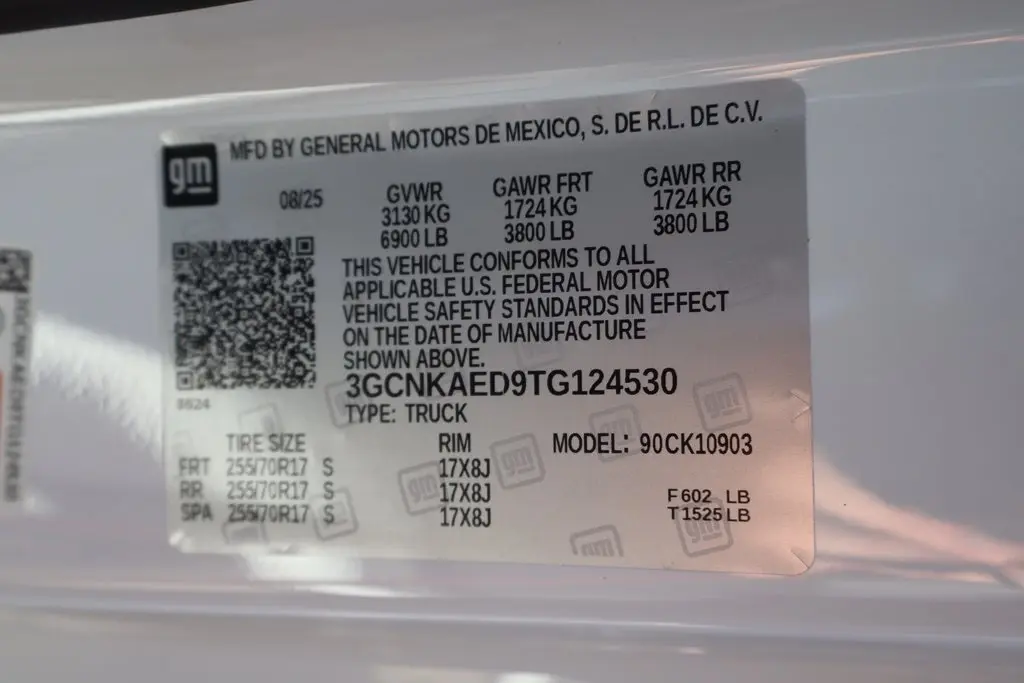 gm
MFD BY GENERAL MOTORS DE MEXICO, S. DE R.L. DE C.V.
08/25 GVWR GAWR FRT GAWR RR
3130 KG 1724 KG 1724 KG
6900 LB 3800 LB 3800 LB
THIS VEHICLE CONFORMS TO ALL
APPLICABLE U.S. FEDERAL MOTOR
VEHICLE SAFETY STANDARDS IN EFFECT
ON THE DATE OF MANUFACTURE
SHOWN ABOVE.
3GCNKAED9TG124530
8624
TYPE: TRUCK
TIRE SIZE RIM MODEL: 90CK10903
FRT 255/70R17 S 17X8J
RR 255/70R17 S 17X8J F 602 LB
SPA 255/70R17 S 17X8J T 1525 LB